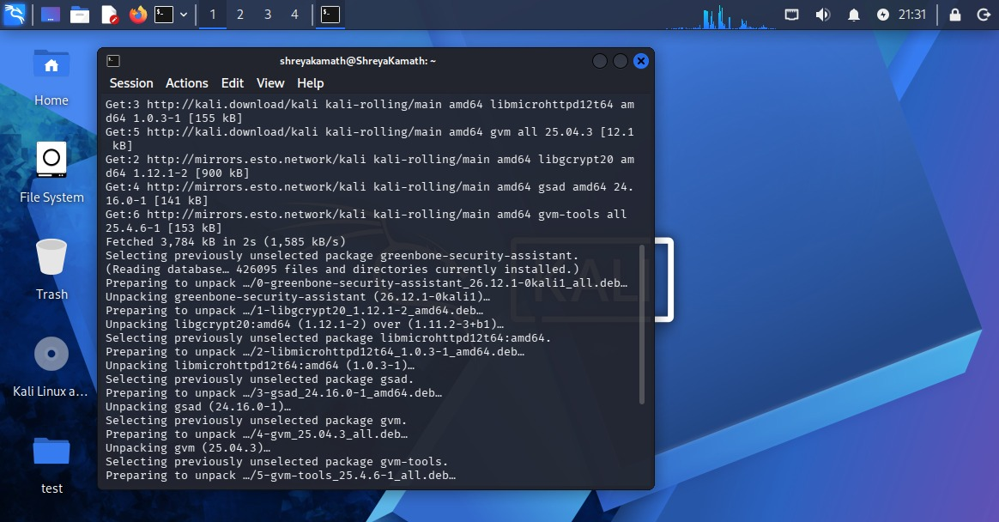 1 2 3 4 21:31
shreyakamath@ShreyaKamath: ~
Session Actions Edit View Help
Get:3 http://kali.download/kali kali-rolling/main amd64 libmicrohttpd12t64 am
d64 1.0.3-1 [155 kB]
Get:5 http://kali.download/kali kali-rolling/main amd64 gvm all 25.04.3 [12.1
kB]
Get:2 http://mirrors.esto.network/kali kali-rolling/main amd64 libgcrypt20 am
d64 1.12.1-2 [900 kB]
Get:4 http://mirrors.esto.network/kali kali-rolling/main amd64 gsad amd64 24.
16.0-1 [141 kB]
Get:6 http://mirrors.esto.network/kali kali-rolling/main amd64 gvm-tools all
25.4.6-1 [153 kB]
Fetched 3,784 kB in 2s (1,585 kB/s)
Selecting previously unselected package greenbone-security-assistant.
(Reading database… 426095 files and directories currently installed.)
Preparing to unpack …/0-greenbone-security-assistant_26.12.1-0kali1_all.deb…
Unpacking greenbone-security-assistant (26.12.1-0kali1)…
Preparing to unpack …/1-libgcrypt20_1.12.1-2_amd64.deb…
Unpacking libgcrypt20:amd64 (1.12.1-2) over (1.11.2-3+b1)…
Selecting previously unselected package libmicrohttpd12t64:amd64.
Preparing to unpack …/2-libmicrohttpd12t64_1.0.3-1_amd64.deb…
Unpacking libmicrohttpd12t64:amd64 (1.0.3-1)…
Selecting previously unselected package gsad.
Preparing to unpack …/3-gsad_24.16.0-1_amd64.deb…
Unpacking gsad (24.16.0-1)…
Selecting previously unselected package gvm.
Preparing to unpack …/4-gvm_25.04.3_all.deb…
Unpacking gvm (25.04.3)…
Selecting previously unselected package gvm-tools.
Preparing to unpack …/5-gvm-tools_25.4.6-1_all.deb…
KALI
Home
File System
Trash
Kali Linux a…
test